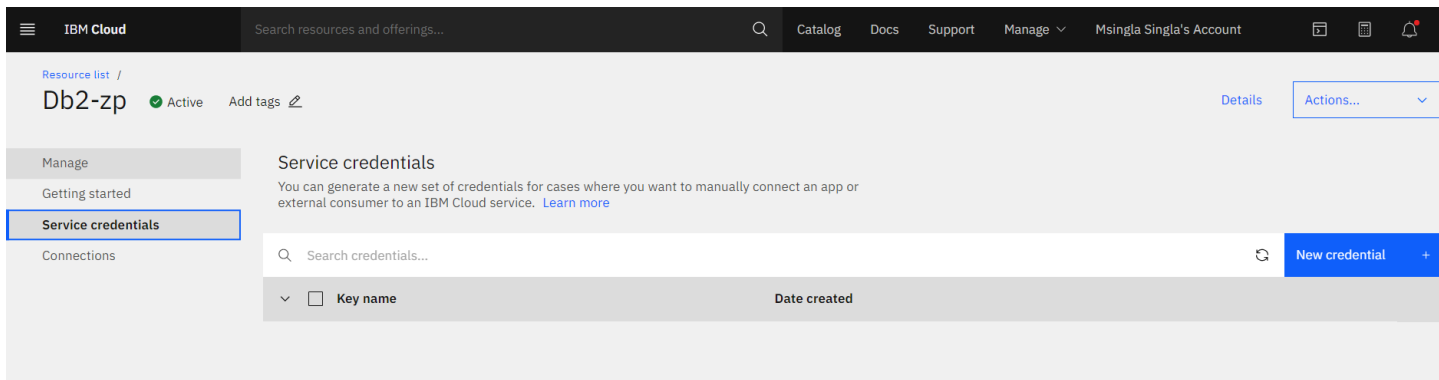 IBM Cloud Search resources and offerings... Catalog Docs Support Manage Msingla Singla's Account
Resource list /
Db2-zp Active Add tags Details Actions...
Manage
Getting started
Service credentials
Connections
Service credentials
You can generate a new set of credentials for cases where you want to manually connect an app or
external consumer to an IBM Cloud service. Learn more
Search credentials... New credential +
Key name Date created